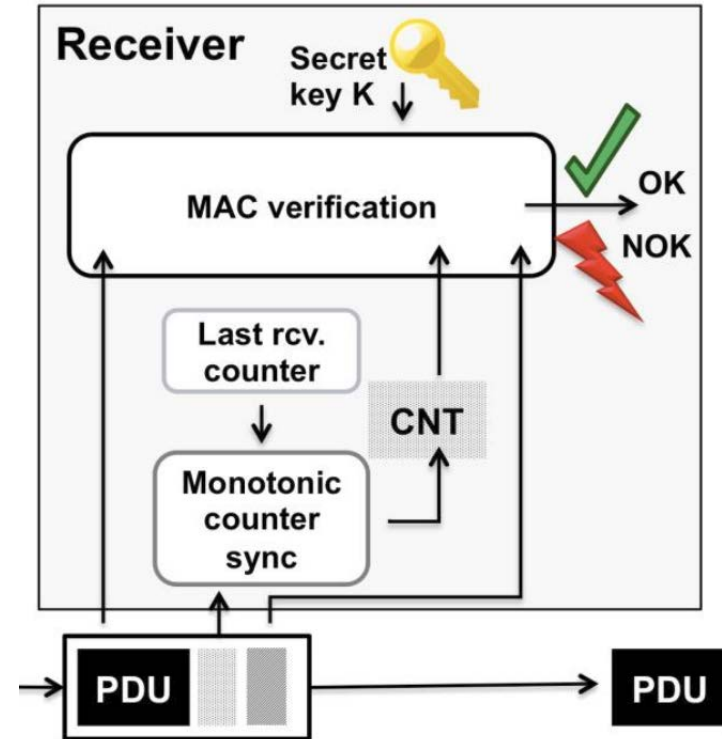 Receiver
Secret
key K
MAC verification
OK
NOK
Last rcv.
counter
CNT
Monotonic
counter
sync
PDU
PDU